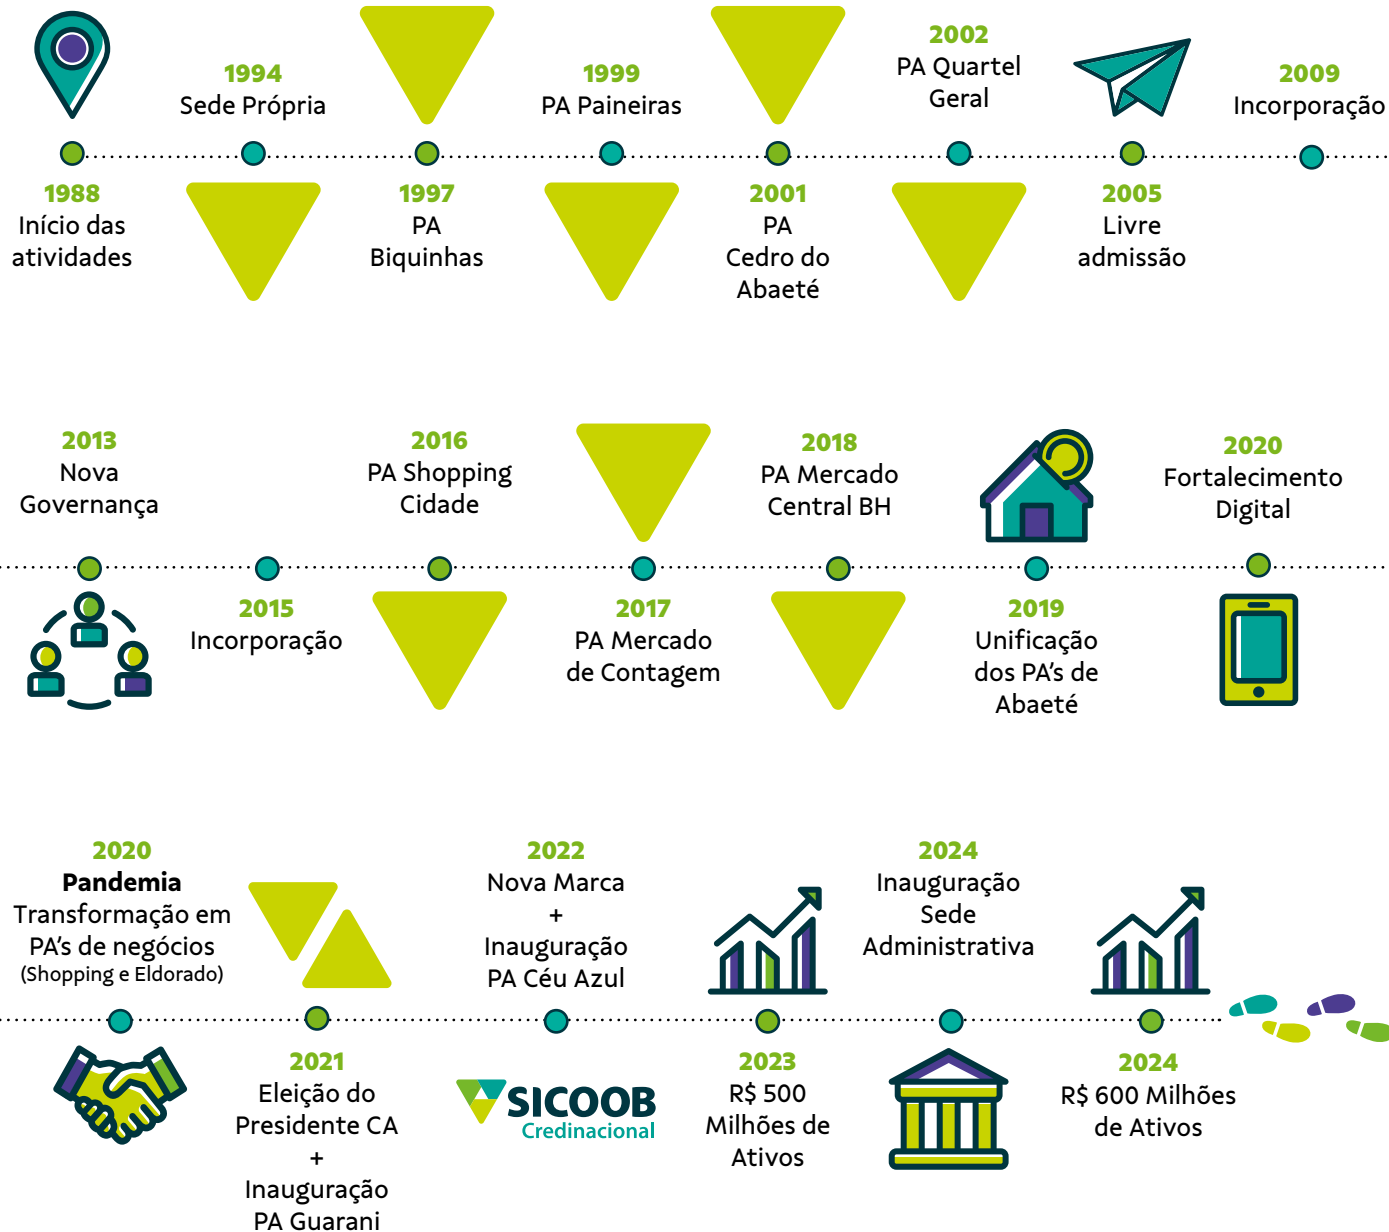 1988
Início das
atividades
1994
Sede Própria
1997
PA
Biquinhas
1999
PA Paineiras
2001
PA
Cedro do
Abaeté
2002
PA Quartel
Geral
2005
Livre
admissão
2009
Incorporação
2013
Nova
Governança
2015
Incorporação
2016
PA Shopping
Cidade
2017
PA Mercado
de Contagem
2018
PA Mercado
Central BH
2019
Unificação
dos PA's de
Abaeté
2020
Fortalecimento
Digital
2020
Pandemia
Transformação em
PA's de negócios
(Shopping e Eldorado)
2021
Eleição do
Presidente CA
+
Inauguração
PA Guarani
2022
Nova Marca
+
Inauguração
PA Céu Azul
SICOOB
Credinacional
2023
R$ 500
Milhões de
Ativos
2024
Inauguração
Sede
Administrativa
2024
R$ 600 Milhões
de Ativos